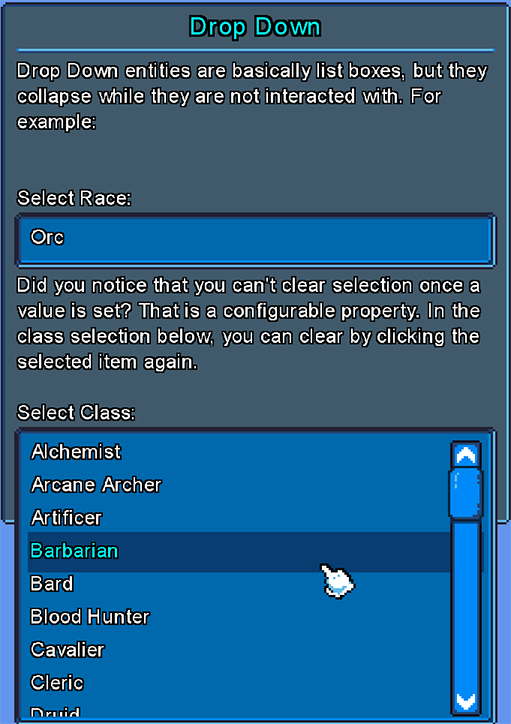 Drop Down
Drop Down entities are basically list boxes, but they
collapse while they are not interacted with. For
example:
Select Race:
Orc
Did you notice that you can't clear selection once a
value is set? That is a configurable property. In the
class selection below, you can clear by clicking the
selected item again.
Select Class:
Alchemist
Arcane Archer
Artificer
Barbarian
Bard
Blood Hunter
Cavalier
Cleric
Druid